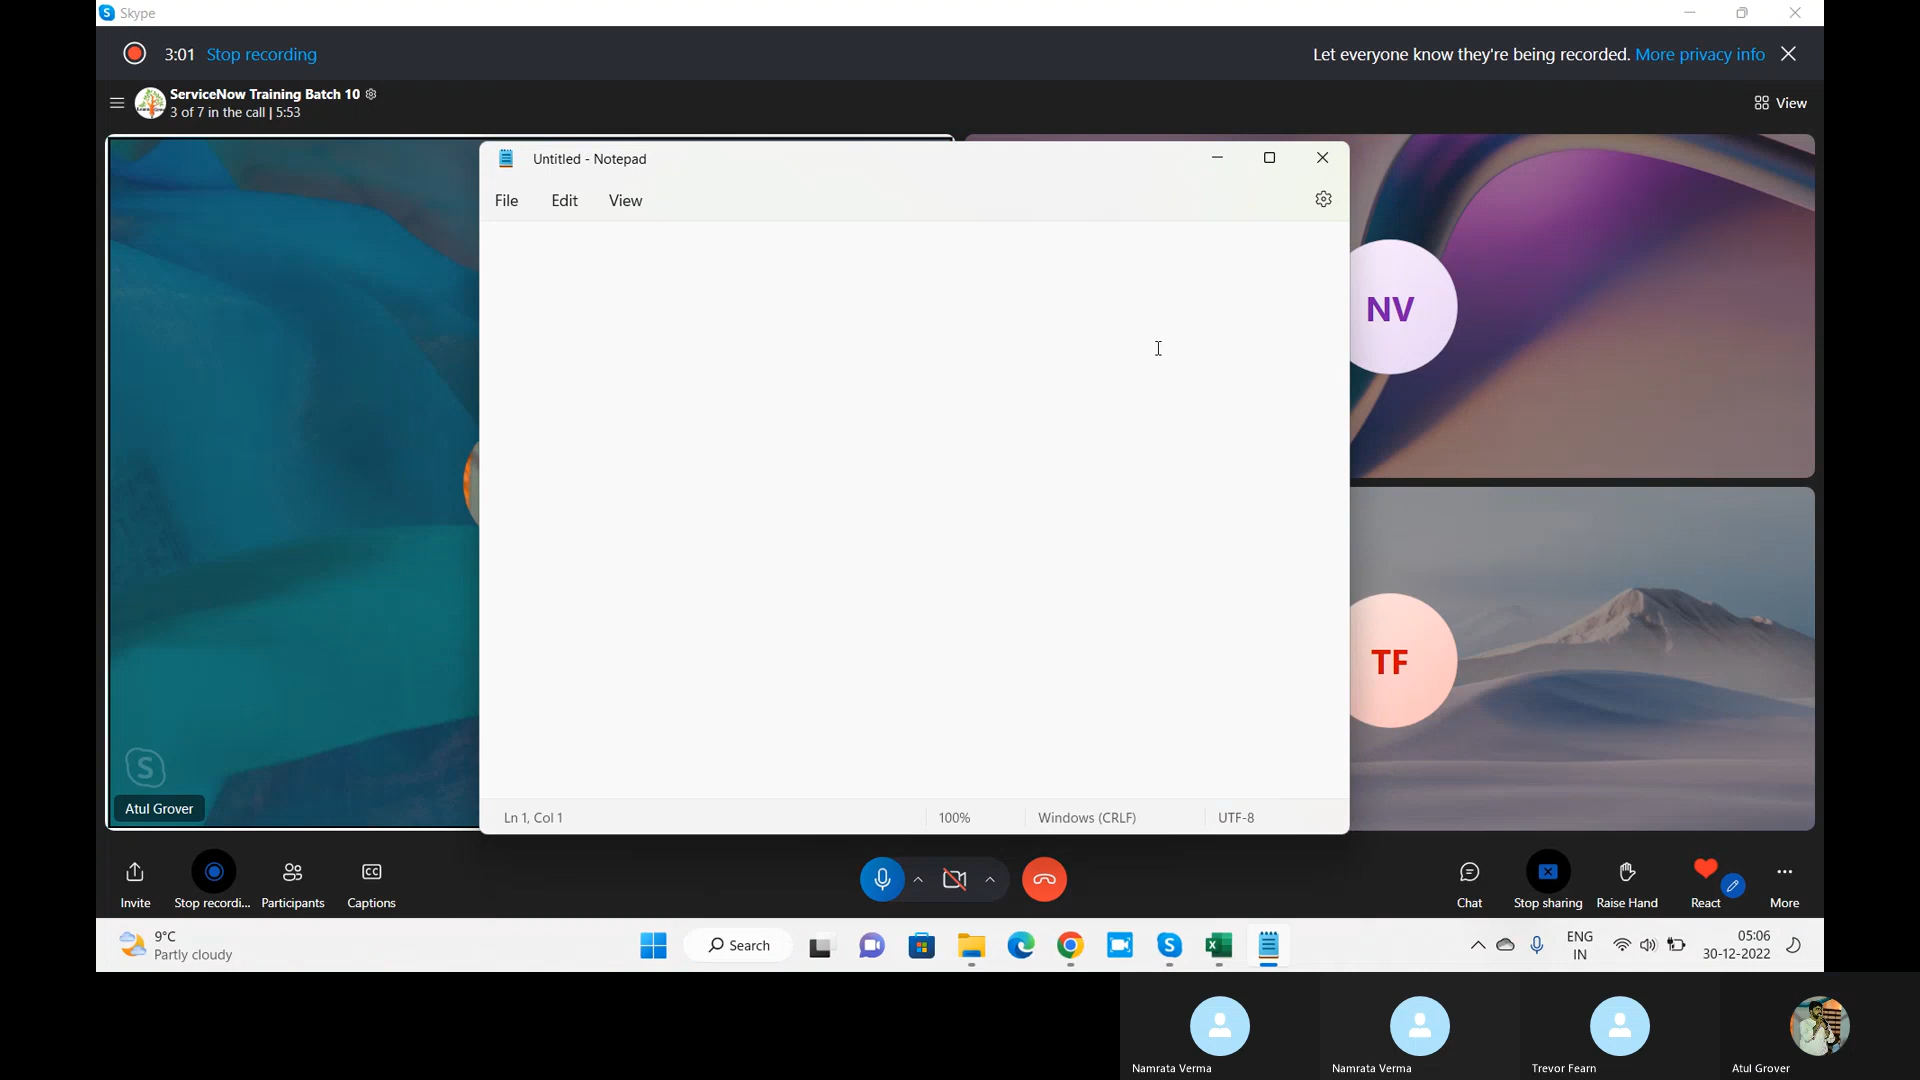 Skype
3:01 Stop recording
Let everyone know they're being recorded. More privacy info
ServiceNow Training Batch 10
3 of 7 in the call | 5:53
View
Untitled - Notepad
File Edit View
NV
TF
Atul Grover
Ln 1, Col 1
100%
Windows (CRLF)
UTF-8
Invite
Stop recordi...
Participants
Captions
Chat
Stop sharing
Raise Hand
React
More
9°C
Partly cloudy
Search
ENG
IN
05:06
30-12-2022
Namrata Verma
Namrata Verma
Trevor Fearn
Atul Grover